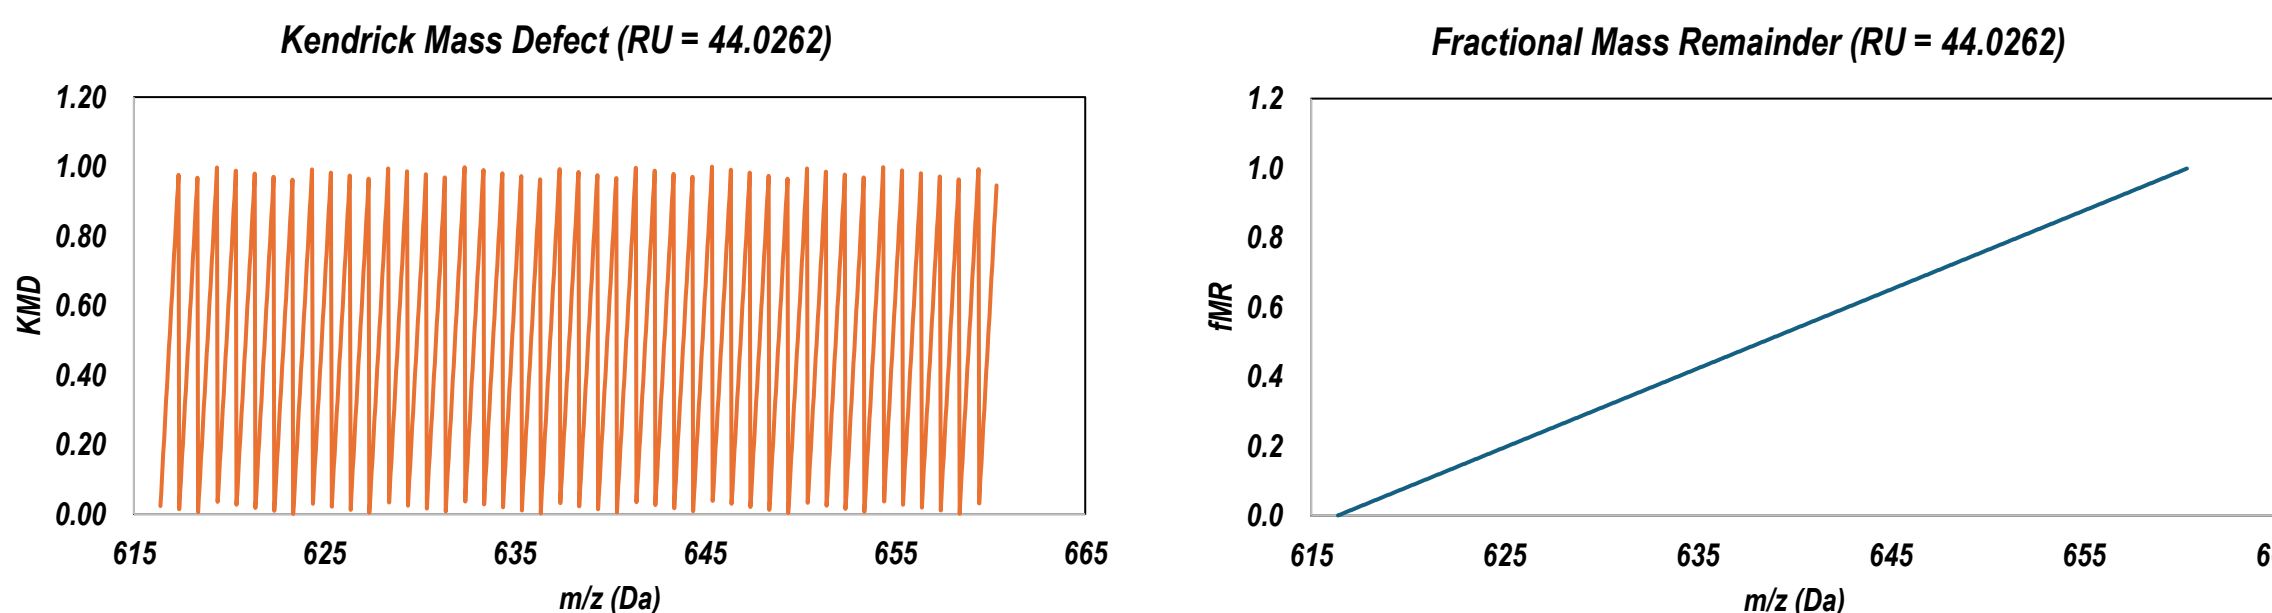 Kendrick Mass Defect (RU = 44.0262)
1.20
1.00
0.80
0.60
0.40
0.20
0.00
KMD
615 625 635 645 655 665
m/z (Da)
Fractional Mass Remainder (RU = 44.0262)
1.2
1.0
0.8
0.6
0.4
0.2
0.0
fMR
615 625 635 645 655
m/z (Da)